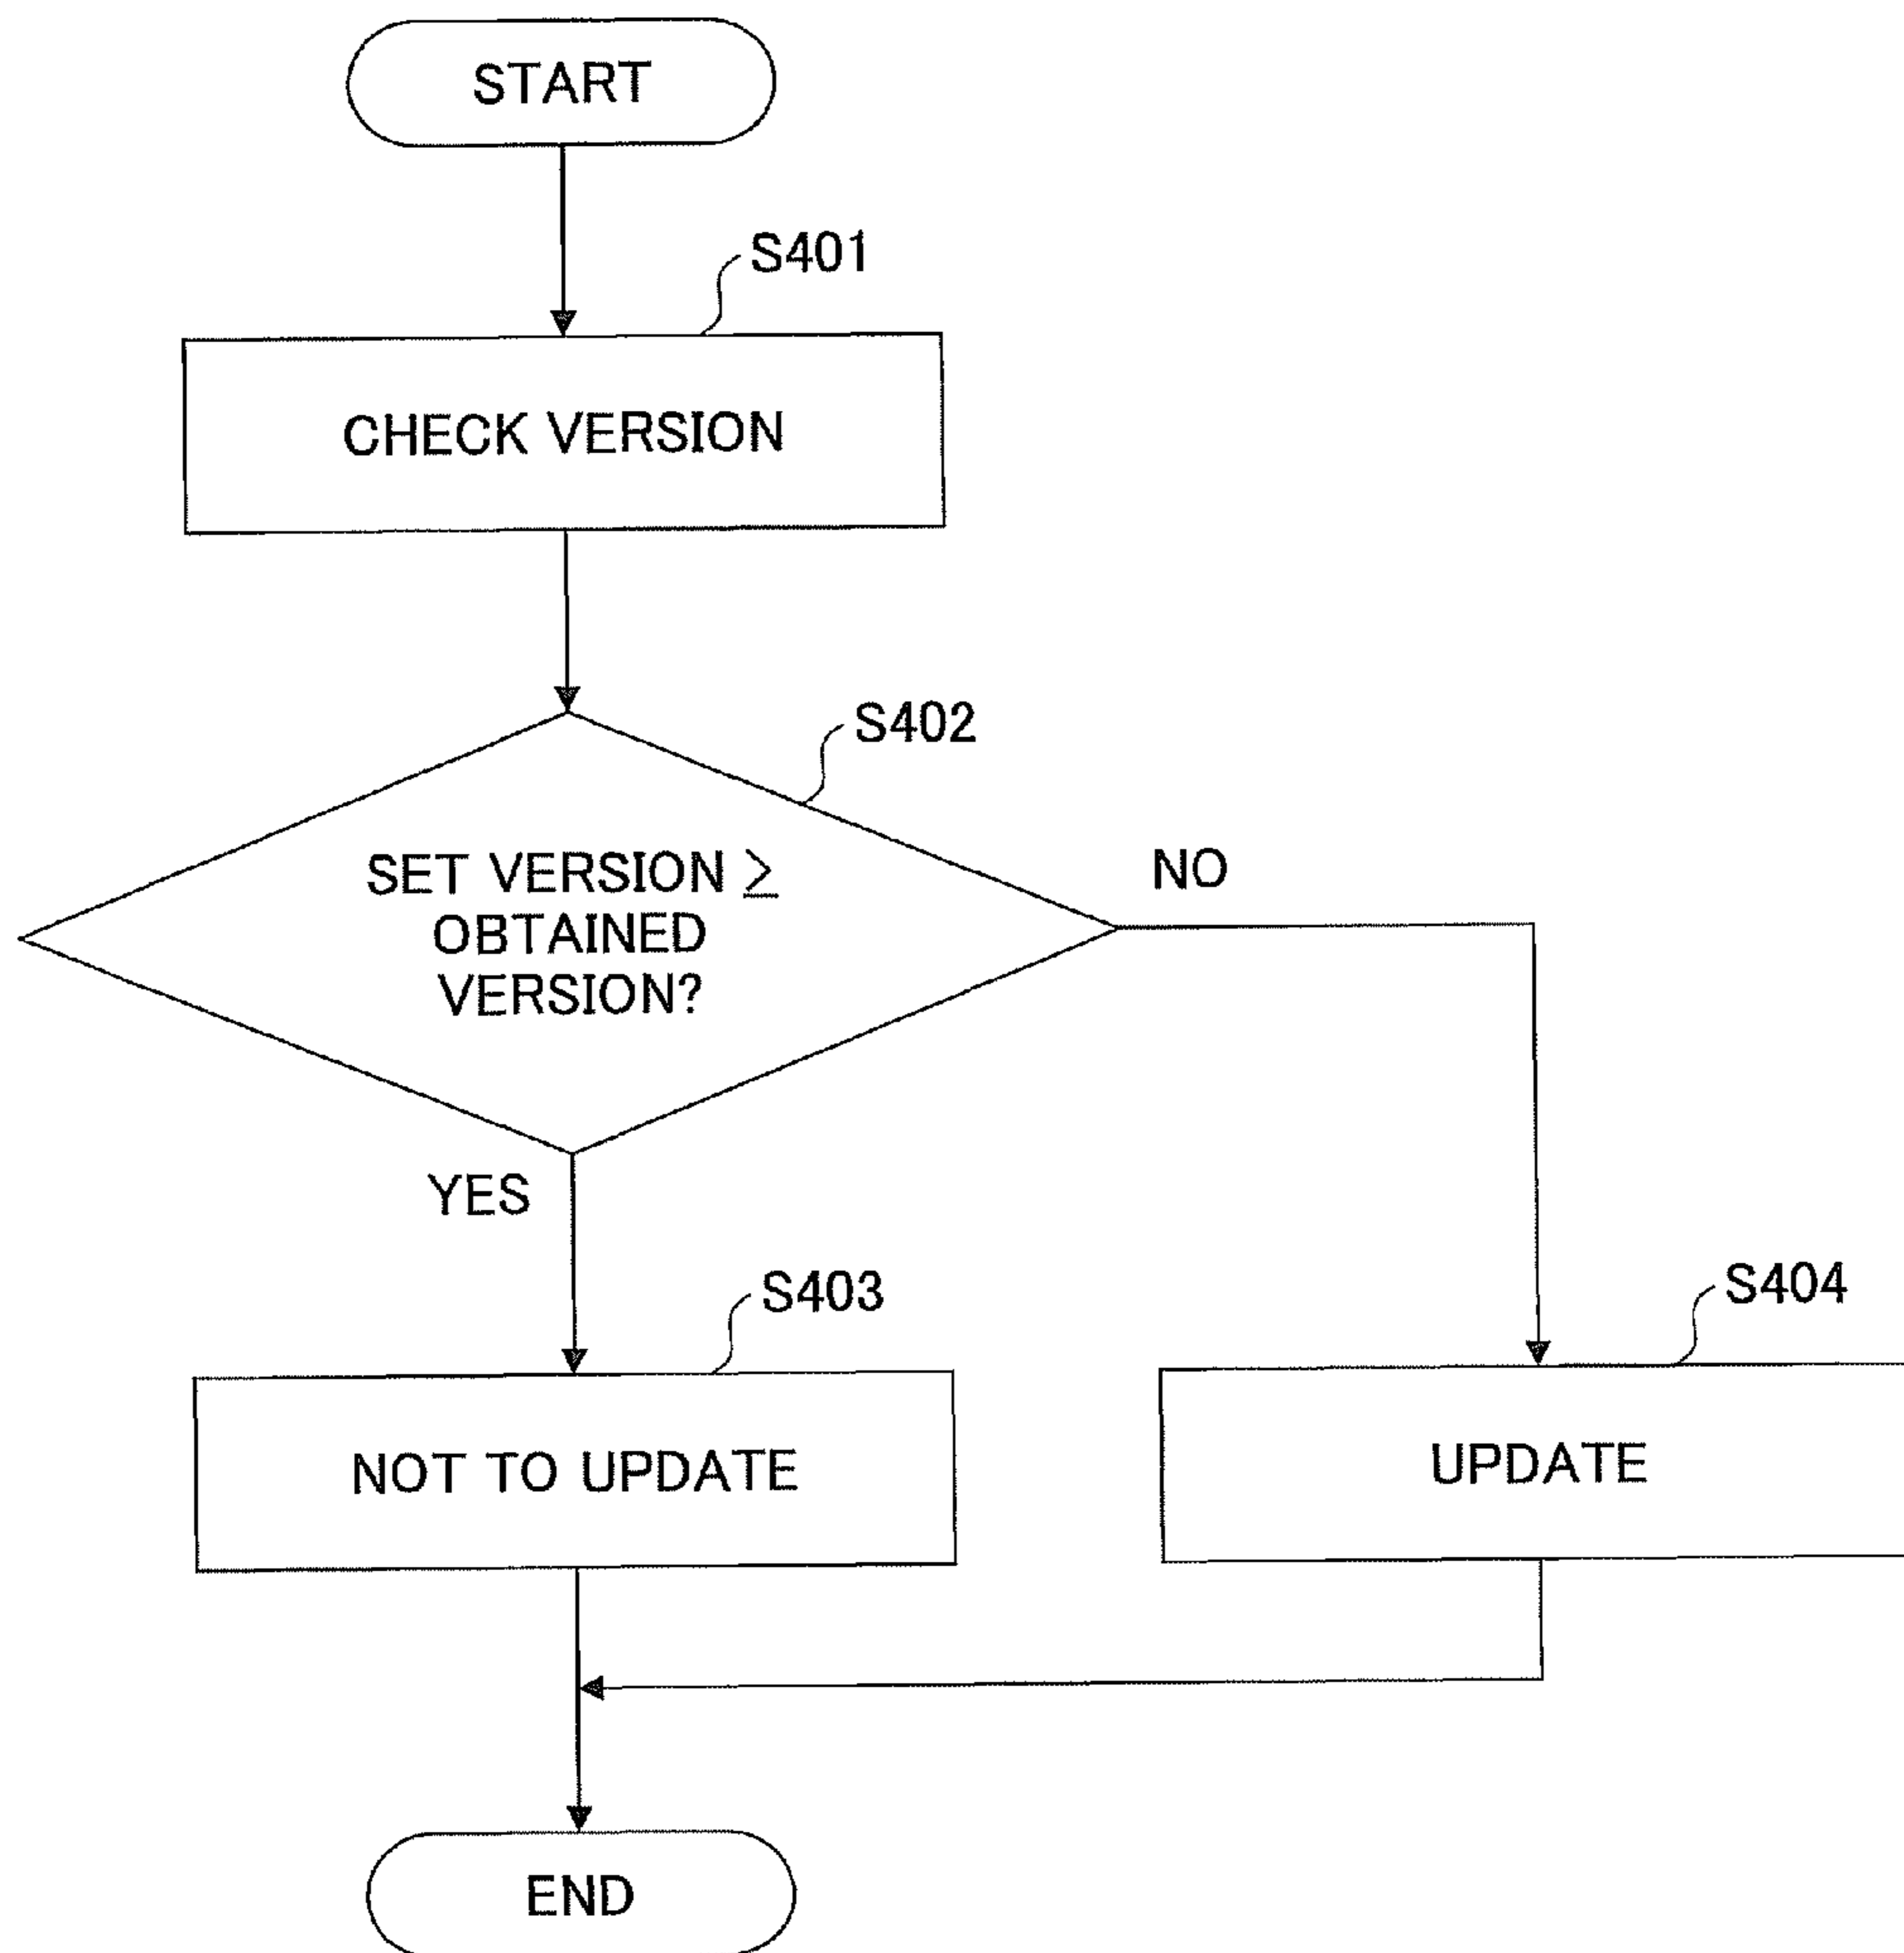 START
S401
CHECK VERSION
S402
SET VERSION ≥
OBTAINED
VERSION?
NO
YES
S403
NOT TO UPDATE
S404
UPDATE
END